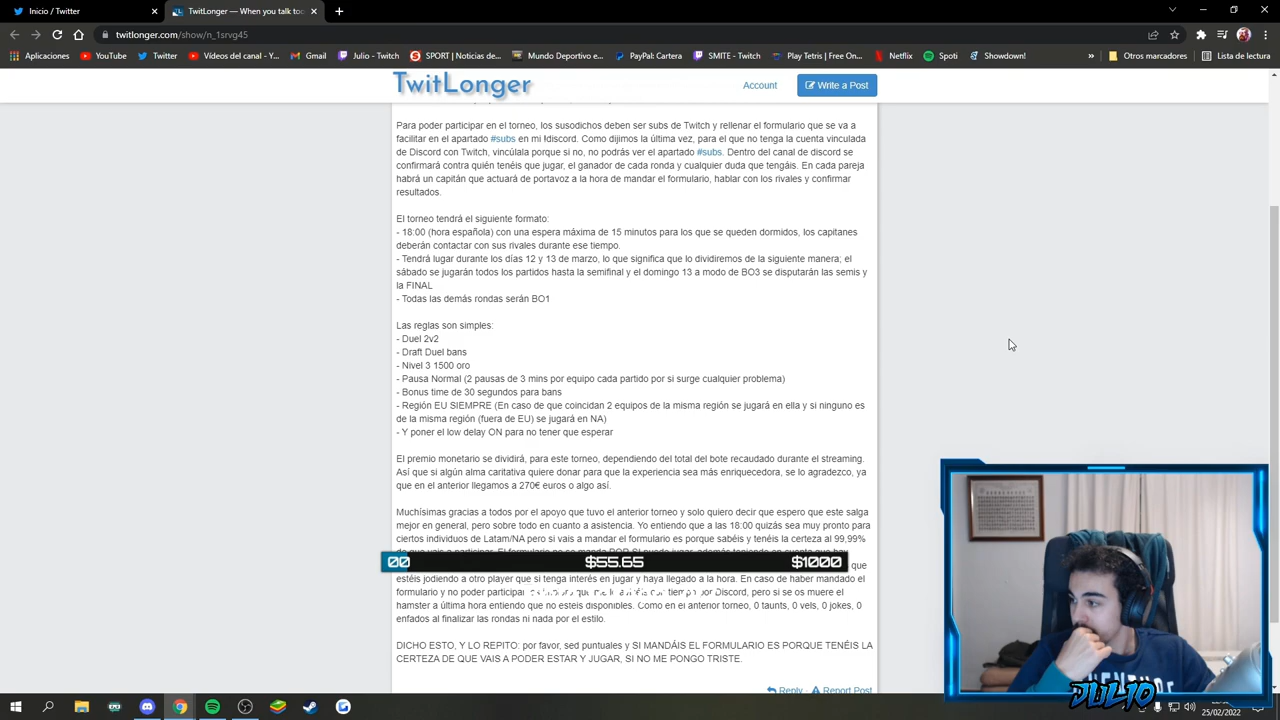 Inicio / Twitter
TwitLonger — When you talk too
twitlonger.com/show/n_1srvg45
Aplicaciones YouTube Twitter Vídeos del canal - Y... Gmail Julio - Twitch SPORT | Noticias de... Mundo Deportivo e... PayPal: Cartera SMITE - Twitch Play Tetris | Free On... Netflix Spoti Showdown! » Otros marcadores Lista de lectura
TwitLonger
Account
Write a Post
Para poder participar en el torneo, los susodichos deben ser subs de Twitch y rellenar el formulario que se va a
facilitar en el apartado #subs en mi !discord. Como dijimos la última vez, para el que no tenga la cuenta vinculada
de Discord con Twitch, vincúlala porque si no, no podrás ver el apartado #subs. Dentro del canal de discord se
confirmará contra quién tenéis que jugar, el ganador de cada ronda y cualquier duda que tengáis. En cada pareja
habrá un capitán que actuará de portavoz a la hora de mandar el formulario, hablar con los rivales y confirmar
resultados.
El torneo tendrá el siguiente formato:
- 18:00 (hora española) con una espera máxima de 15 minutos para los que se queden dormidos, los capitanes
deberán contactar con sus rivales durante ese tiempo.
- Tendrá lugar durante los días 12 y 13 de marzo, lo que significa que lo dividiremos de la siguiente manera; el
sábado se jugarán todos los partidos hasta la semifinal y el domingo 13 a modo de BO3 se disputarán las semis y
la FINAL
- Todas las demás rondas serán BO1
Las reglas son simples:
- Duel 2v2
- Draft Duel bans
- Nivel 3 1500 oro
- Pausa Normal (2 pausas de 3 mins por equipo cada partido por si surge cualquier problema)
- Bonus time de 30 segundos para bans
- Región EU SIEMPRE (En caso de que coincidan 2 equipos de la misma región se jugará en ella y si ninguno es
de la misma región (fuera de EU) se jugará en NA)
- Y poner el low delay ON para no tener que esperar
El premio monetario se dividirá, para este torneo, dependiendo del total del bote recaudado durante el streaming.
Así que si algún alma caritativa quiere donar para que la experiencia sea más enriquecedora, se lo agradezco, ya
que en el anterior llegamos a 270€ euros o algo así.
Muchísimas gracias a todos por el apoyo que tuvo el anterior torneo y solo quiero decir que espero que este salga
mejor en general, pero sobre todo en cuanto a asistencia. Yo entiendo que a las 18:00 quizás sea muy pronto para
ciertos individuos de Latam/NA pero si vais a mandar el formulario es porque sabéis y tenéis la certeza al 99,99%
de que vais a participar. El formulario no se manda POR SI puedo jugar, además teniendo en cuenta que hay
00 $55.65 $1000
que
estéis jodiendo a otro player que si tenga interés en jugar y haya llegado a la hora. En caso de haber mandado el
formulario y no poder participar tiempo por Discord, pero si se os muere el
hamster a última hora entiendo que no esteis disponibles. Como en el anterior torneo, 0 taunts, 0 vels, 0 jokes, 0
enfados al finalizar las rondas ni nada por el estilo.
DICHO ESTO, Y LO REPITO: por favor, sed puntuales y SI MANDÁIS EL FORMULARIO ES PORQUE TENÉIS LA
CERTEZA DE QUE VAIS A PODER ESTAR Y JUGAR, SI NO ME PONGO TRISTE.
Reply Report Post
25/02/2022